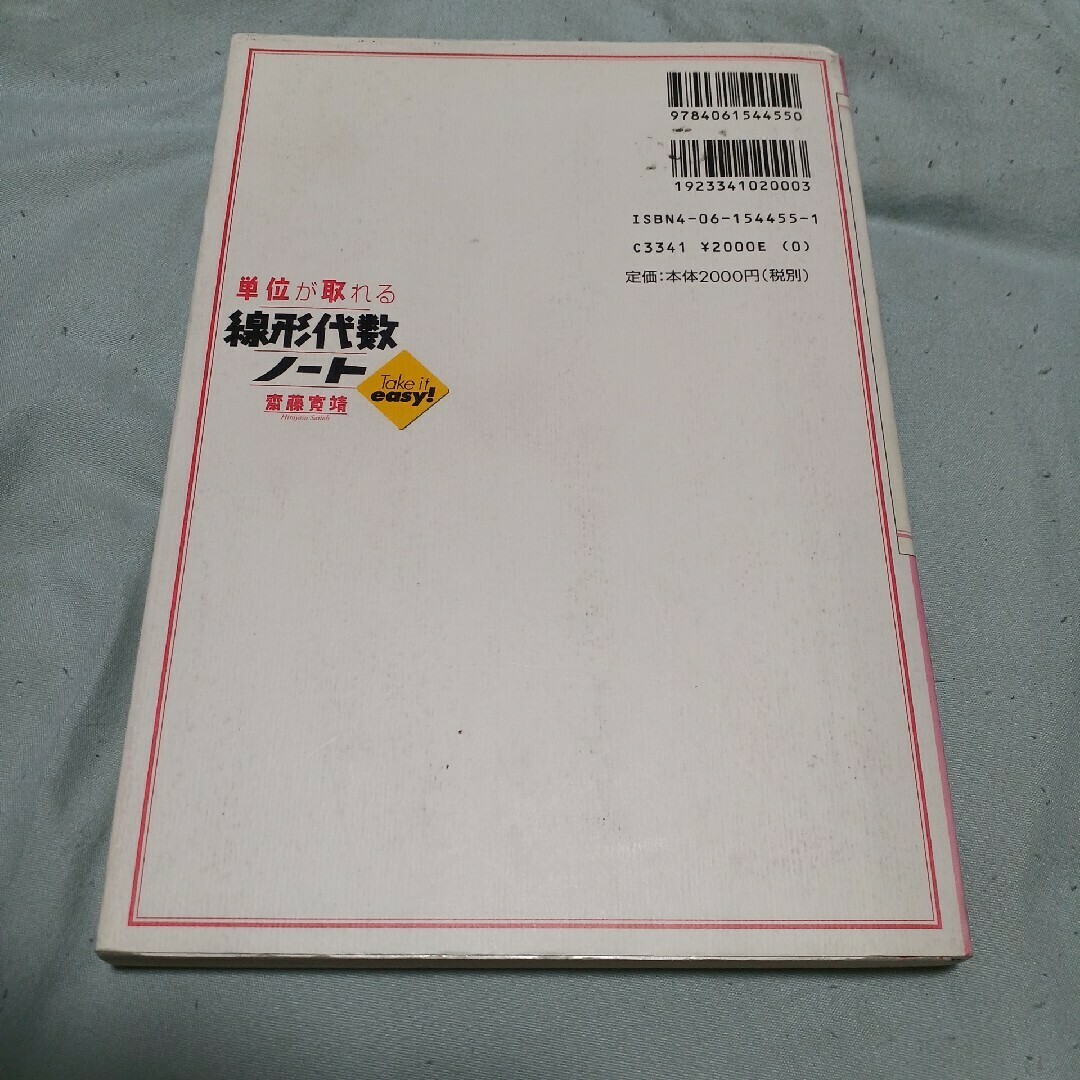 9784061544550
1923341020003
ISBN4-06-154455-1
C3341 ¥2000E (0)
定価:本体2000円(税別)
単位が取れる
線形代数
ノート
Take it
easy!
齋藤寛靖
Hiroyasu Saitoh